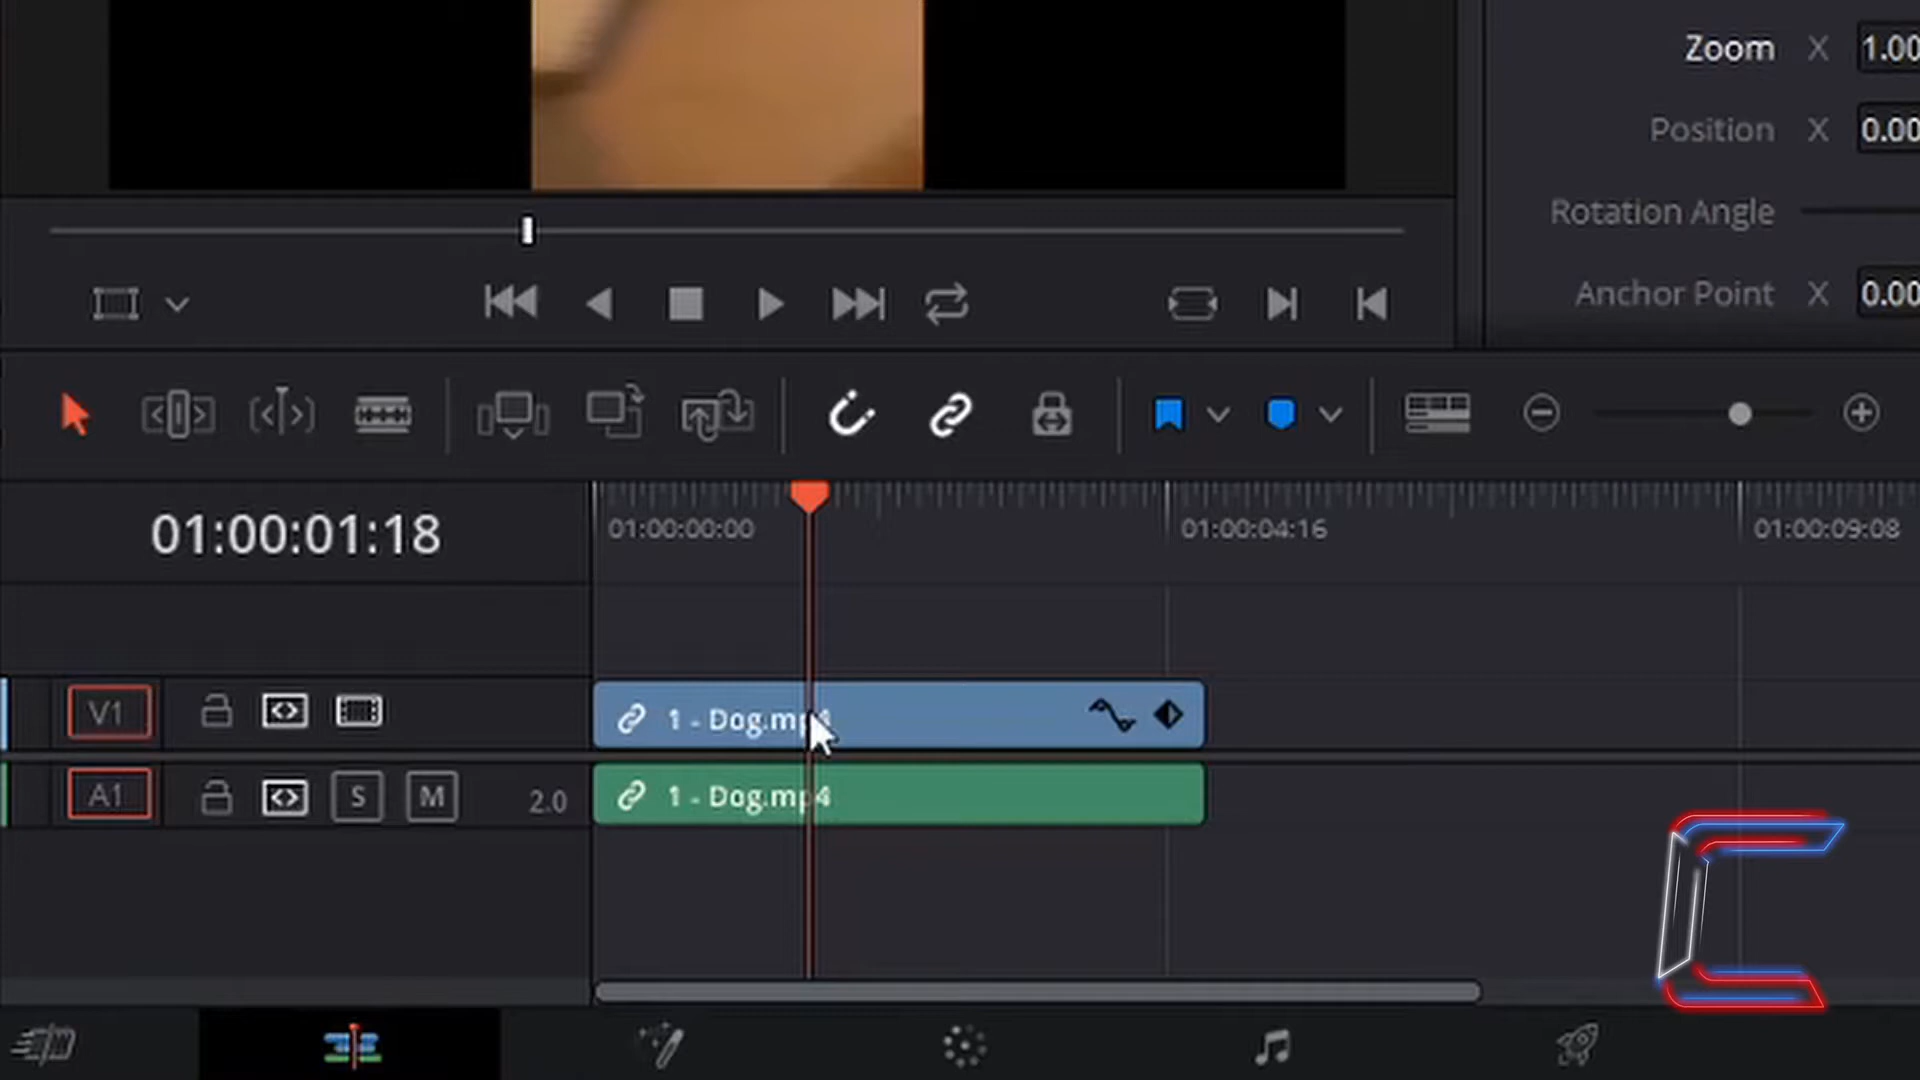 Zoom X 1.00
Position X 0.00
Rotation Angle
Anchor Point X 0.00
01:00:01:18
01:00:00:00 01:00:04:16 01:00:09:08
V1
1 - Dog.mp4
A1 S M 2.0
1 - Dog.mp4